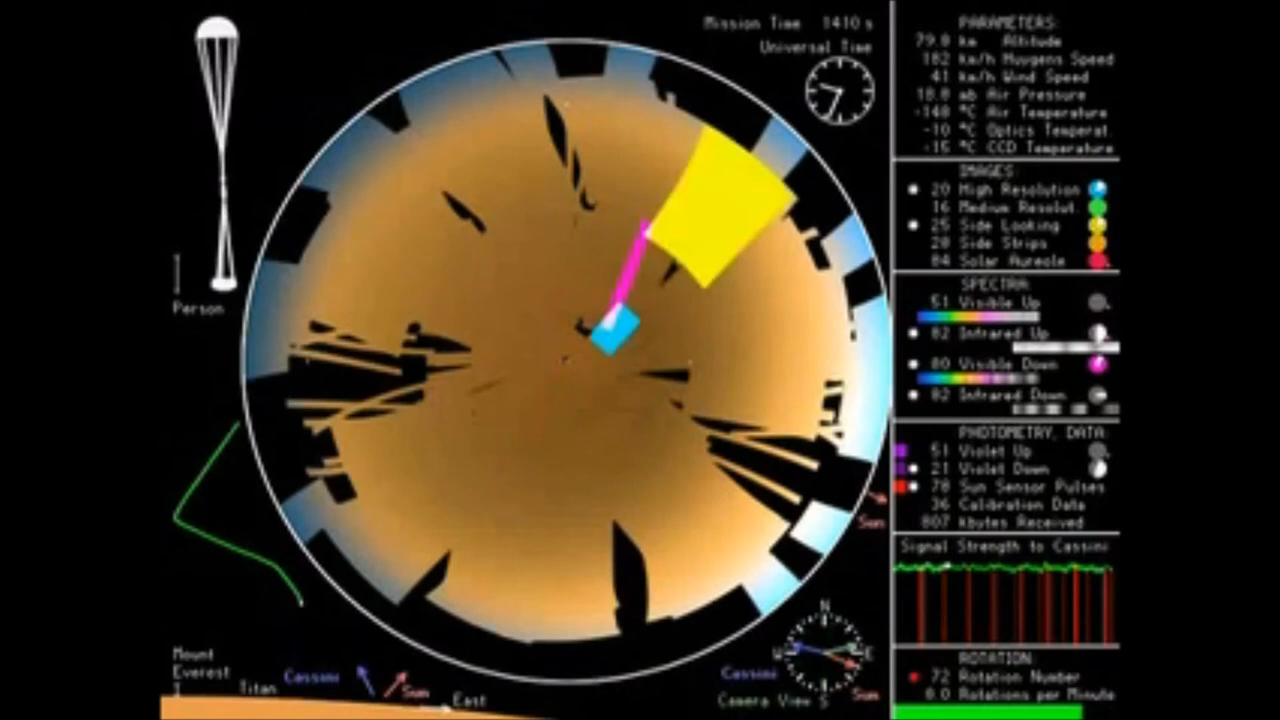 Mission Time 1410 s
Universal Time
Person
Mount
Everest
Titan
Cassini
Sun
East
Sun
N
W
E
Cassini
Camera View S
Sun
PARAMETERS:
79.8 km Altitude
182 km/h Huygens Speed
41 km/h Wind Speed
18.8 mb Air Pressure
-148 °C Air Temperature
-10 °C Optics Temperat.
-15 °C CCD Temperature
IMAGES:
20 High Resolution
16 Medium Resolut.
25 Side Looking
28 Side Strips
84 Solar Aureole
SPECTRA:
51 Visible Up
82 Infrared Up
80 Visible Down
82 Infrared Down
PHOTOMETRY, DATA:
51 Violet Up
21 Violet Down
78 Sun Sensor Pulses
36 Calibration Data
807 kbytes Received
Signal Strength to Cassini
ROTATION:
72 Rotation Number
8.0 Rotations per Minute